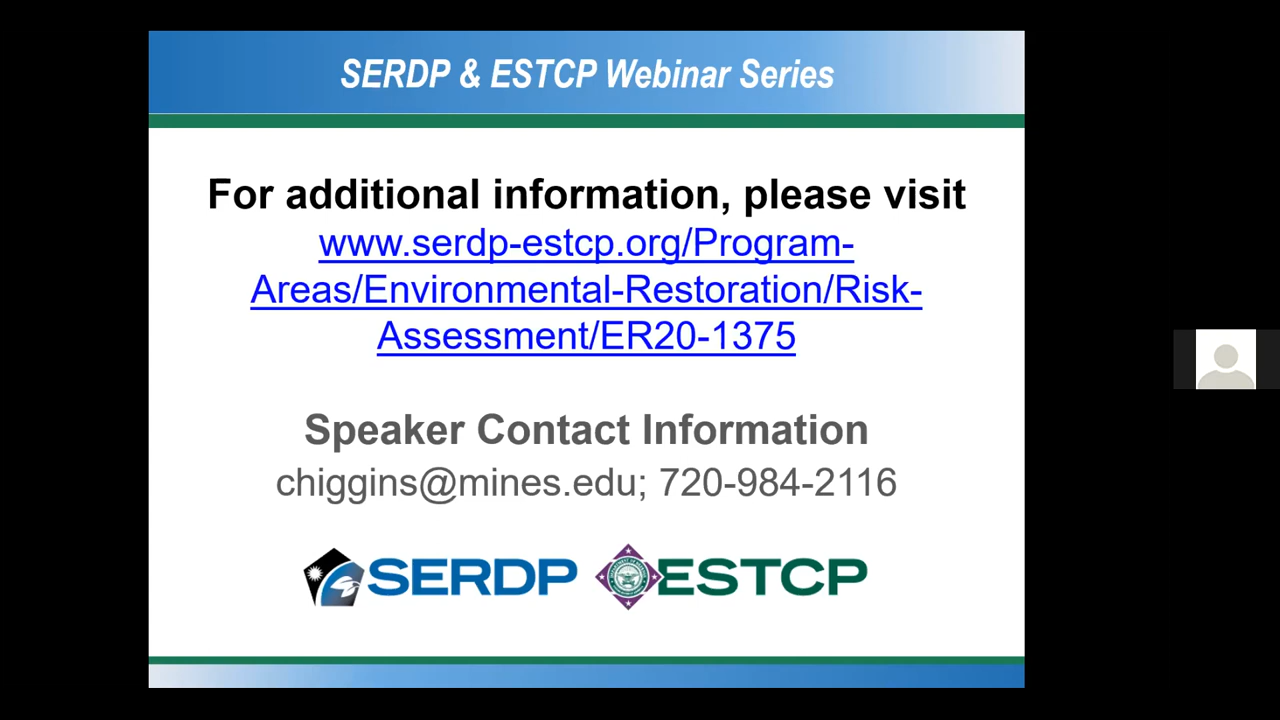 SERDP & ESTCP Webinar Series
For additional information, please visit
www.serdp-estcp.org/Program-
Areas/Environmental-Restoration/Risk-
Assessment/ER20-1375
Speaker Contact Information
chiggins@mines.edu; 720-984-2116
SERDP ESTCP